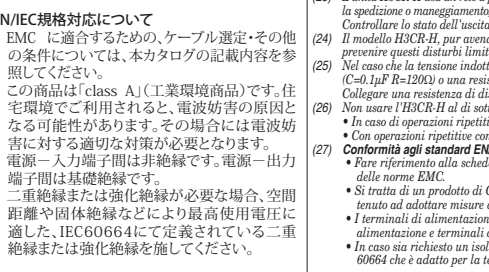 N/IEC規格対応について
EMC に適合するための、ケーブル選定・その他
の条件については、本カタログの記載内容を参
照してください。
この商品は「class A」（工業環境商品）です。住
宅環境でご利用されると、電波妨害の原因と
なる可能性があります。その場合には電波妨
害に対する適切な対策が必要となります。
電源－入力端子間は非絶縁です。電源－出力
端子間は基礎絶縁です。
二重絶縁または強化絶縁が必要な場合、空間
距離や固体絶縁などにより最高使用電圧に
適した、IEC60664にて定義されている二重
絶縁または強化絶縁を施してください。
la spedizione o maneggiamento,
Controllare lo stato dell'uscita
(24) Il modello H3CR-H, pur avend
prevenire questi disturbi limit
(25) Nel caso che la tensione indott
(C=0.1μF R=120Ω) o una resis
Collegare una resistenza di dis
(26) Non usare l'H3CR-H al di sott
• In caso di operazioni ripetiti
• Con operazioni ripetitive con
(27) Conformità agli standard EN
• Fare riferimento alla sched
delle norme EMC.
• Si tratta di un prodotto di C
tenuto ad adottare misure a
• I terminali di alimentazion
alimentazione e terminali d
• In caso sia richiesto un isol
60664 che è adatto per la te